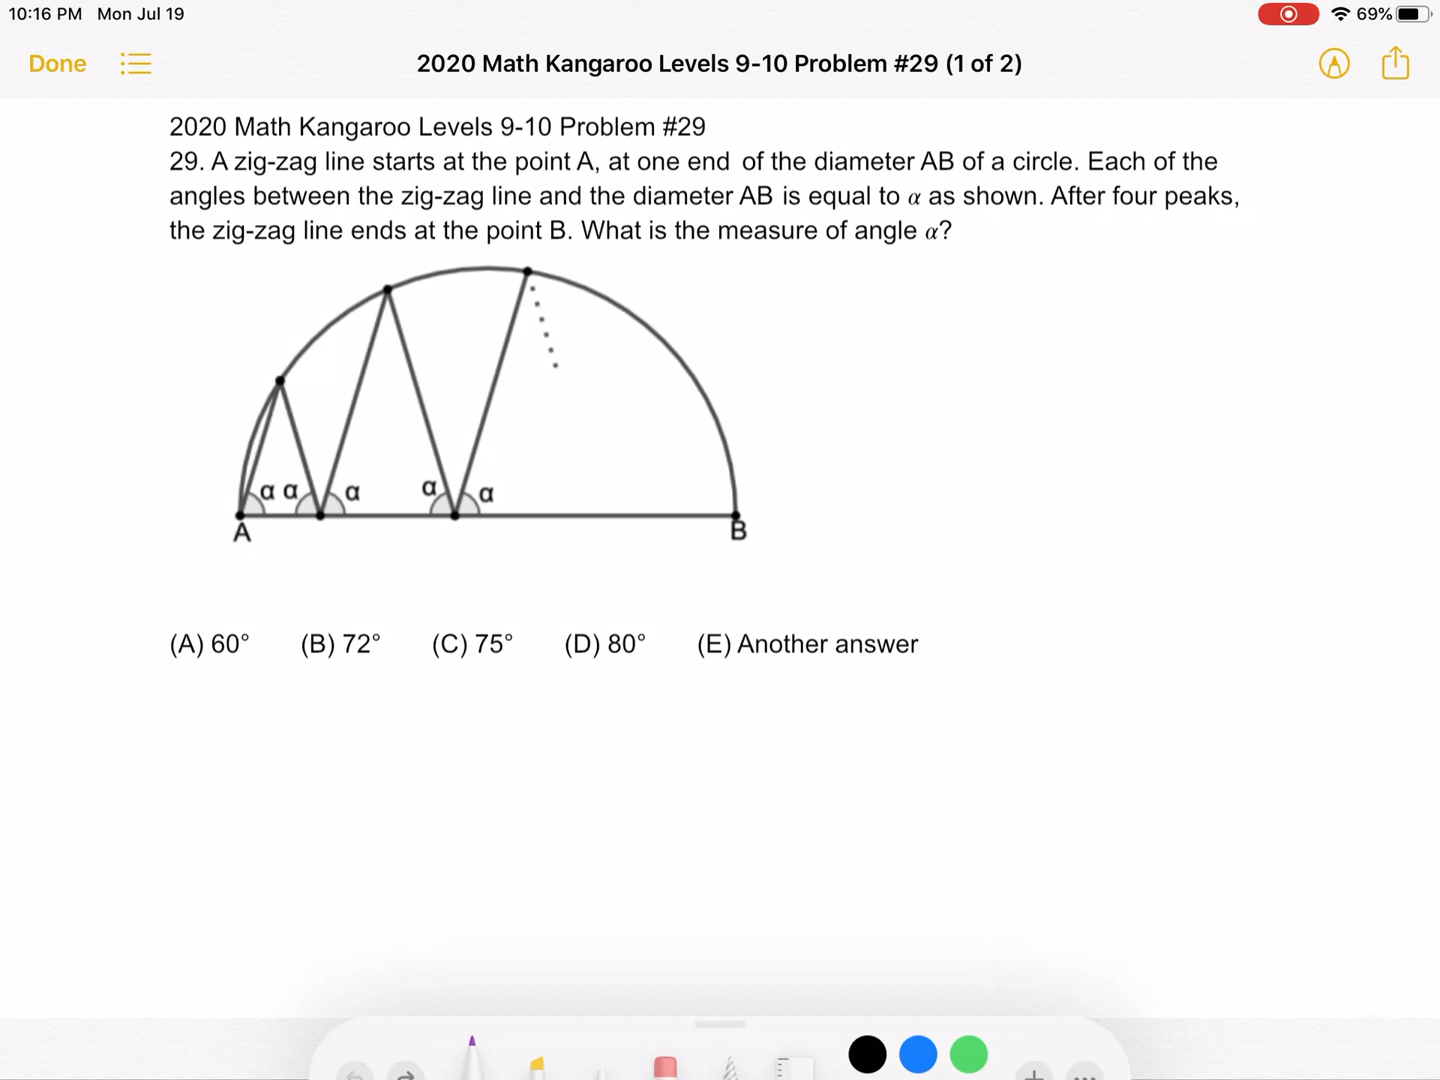 10:16 PM Mon Jul 19
69%
Done
2020 Math Kangaroo Levels 9-10 Problem #29 (1 of 2)
2020 Math Kangaroo Levels 9-10 Problem #29
29. A zig-zag line starts at the point A, at one end of the diameter AB of a circle. Each of the
angles between the zig-zag line and the diameter AB is equal to α as shown. After four peaks,
the zig-zag line ends at the point B. What is the measure of angle α?
α α α α α
A B
(A) 60° (B) 72° (C) 75° (D) 80° (E) Another answer